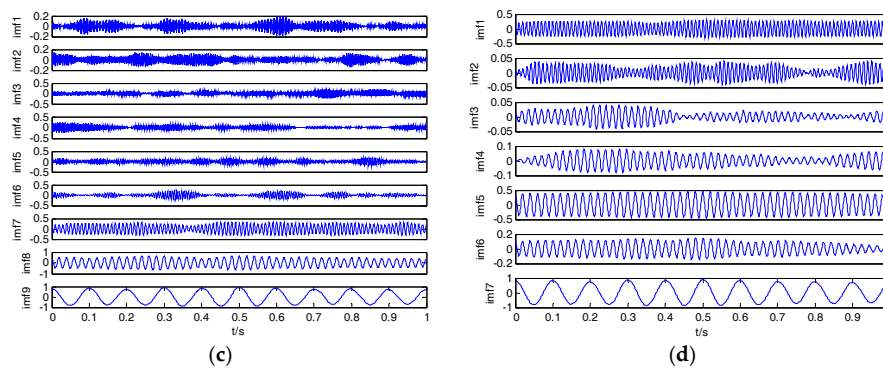 imf1 0.2 0 -0.2
imf2 0.2 0 -0.2
imf3 0.5 0 -0.5
imf4 0.5 0 -0.5
imf5 0.5 0 -0.5
imf6 0.5 0 -0.5
imf7 0.5 0 -0.5
imf8 1 0 -1
imf9 1 0 -1
0 0.1 0.2 0.3 0.4 0.5 0.6 0.7 0.8 0.9 1
t/s
(c)
imf1 0.5 0 -0.5
imf2 0.05 0 -0.05
imf3 0.05 0 -0.05
imf4 0.1 0 -0.1
imf5 0.5 0 -0.5
imf6 0.2 0 -0.2
imf7 1 0 -1
0 0.1 0.2 0.3 0.4 0.5 0.6 0.7 0.8 0.9
t/s
(d)